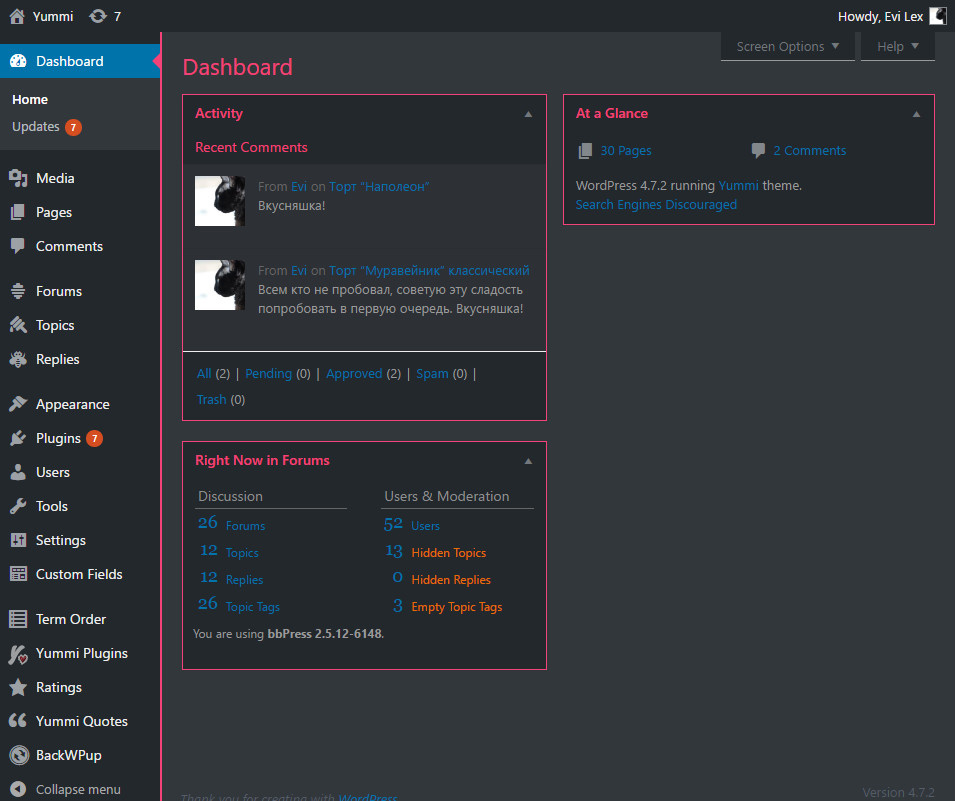 Yummi 7 Howdy, Evi Lex
Screen Options Help
Dashboard
Home
Updates 7
Media
Pages
Comments
Forums
Topics
Replies
Appearance
Plugins 7
Users
Tools
Settings
Custom Fields
Term Order
Yummi Plugins
Ratings
Yummi Quotes
BackWPup
Collapse menu
Dashboard
Activity
Recent Comments
From Evi on Торт "Наполеон"
Вкусняшка!
From Evi on Торт "Муравейник" классический
Всем кто не пробовал, советую эту сладость
попробовать в первую очередь. Вкусняшка!
All (2) | Pending (0) | Approved (2) | Spam (0) |
Trash (0)
Right Now in Forums
Discussion
26 Forums
12 Topics
12 Replies
26 Topic Tags
Users & Moderation
52 Users
13 Hidden Topics
0 Hidden Replies
3 Empty Topic Tags
You are using bbPress 2.5.12-6148.
At a Glance
30 Pages 2 Comments
WordPress 4.7.2 running Yummi theme.
Search Engines Discouraged
Thank you for creating with WordPress
Version 4.7.2